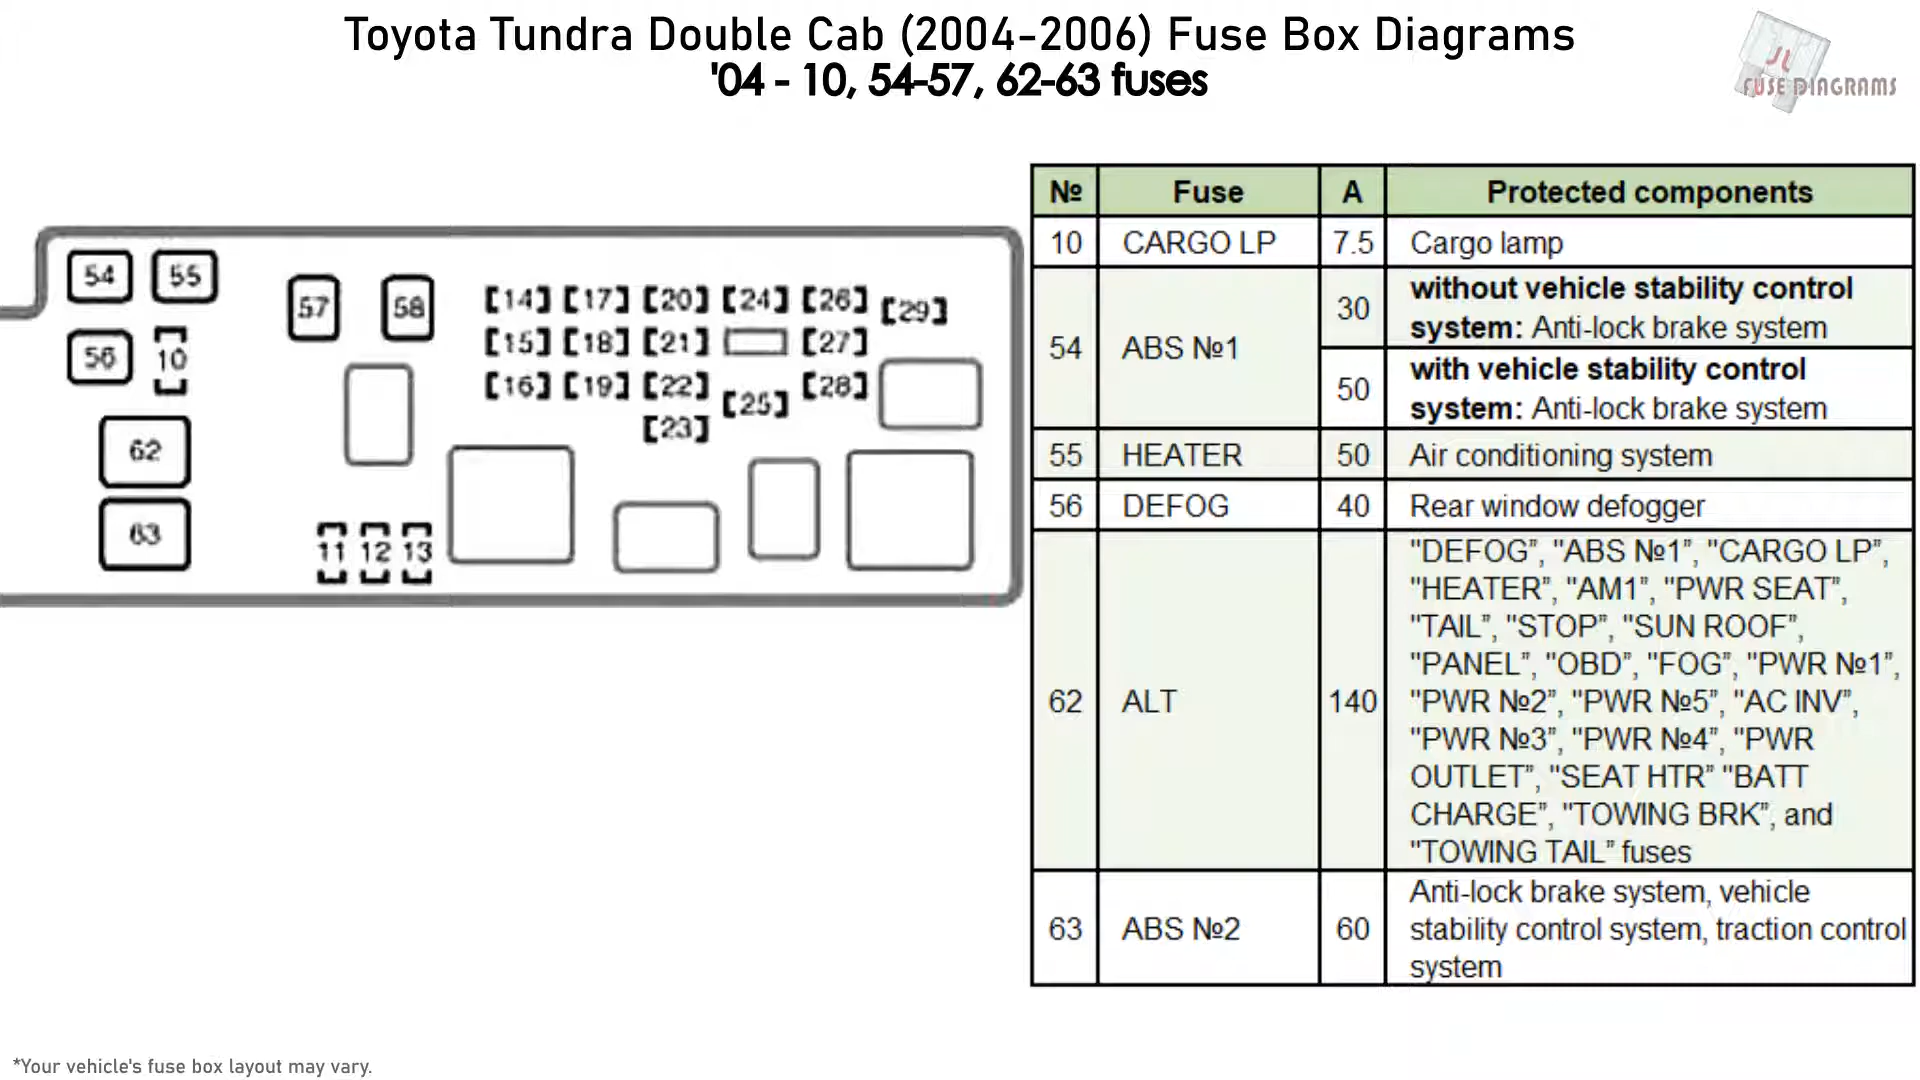 Toyota Tundra Double Cab (2004-2006) Fuse Box Diagrams
'04 - 10, 54-57, 62-63 fuses
JL
FUSE DIAGRAMS
54 55
57 58
56 10
62
63
11 12 13
[14] [17] [20] [24] [26] [29]
[15] [18] [21] [27]
[16] [19] [22] [25] [28]
[23]
№ Fuse A Protected components
10 CARGO LP 7.5 Cargo lamp
54 ABS №1
30 without vehicle stability control
system: Anti-lock brake system
50 with vehicle stability control
system: Anti-lock brake system
55 HEATER 50 Air conditioning system
56 DEFOG 40 Rear window defogger
62 ALT 140
"DEFOG”, "ABS №1”, "CARGO LP”,
"HEATER”, "AM1”, "PWR SEAT”,
"TAIL”, "STOP”, "SUN ROOF”,
"PANEL”, "OBD”, "FOG”, "PWR №1”,
"PWR №2”, "PWR №5”, "AC INV”,
"PWR №3”, "PWR №4”, "PWR
OUTLET”, "SEAT HTR” "BATT
CHARGE”, "TOWING BRK”, and
"TOWING TAIL” fuses
63 ABS №2 60
Anti-lock brake system, vehicle
stability control system, traction control
system
*Your vehicle's fuse box layout may vary.